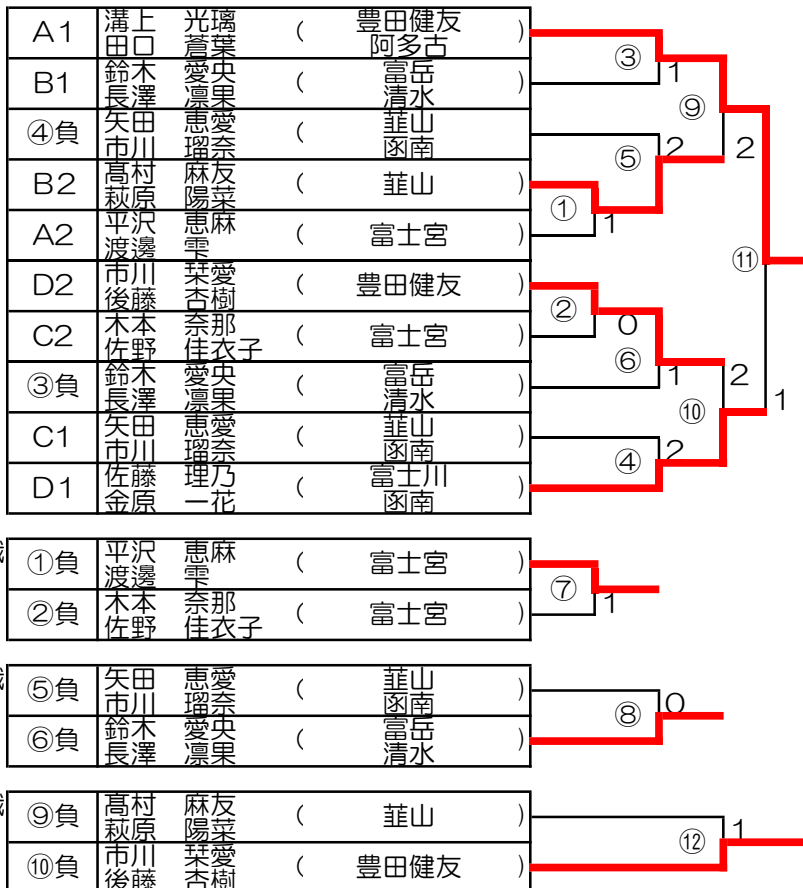 A1 溝上 光璃 ( 豊田健友 )
田口 蒼葉 阿多古
③ 1
B1 鈴木 愛央 ( 富岳 )
長澤 凛果 清水
⑨ 2
④負 矢田 恵愛 ( 韮山 )
市川 瑠奈 函南
⑤ 2
B2 髙村 麻友 ( 韮山 )
萩原 陽菜
① 1
A2 平沢 恵麻 ( 富士宮 )
渡邊 雫
⑪ 1
D2 市川 栞愛 ( 豊田健友 )
後藤 杏樹
② 0
C2 木本 奈那 ( 富士宮 )
佐野 佳衣子
⑥ 1
③負 鈴木 愛央 ( 富岳 )
長澤 凛果 清水
⑩ 2
C1 矢田 恵愛 ( 韮山 )
市川 瑠奈 函南
④ 2
D1 佐藤 理乃 ( 富士川 )
金原 一花 函南
①負 平沢 恵麻 ( 富士宮 )
渡邊 雫
⑦ 1
②負 木本 奈那 ( 富士宮 )
佐野 佳衣子
⑤負 矢田 恵愛 ( 韮山 )
市川 瑠奈 函南
⑧ 0
⑥負 鈴木 愛央 ( 富岳 )
長澤 凛果 清水
⑨負 髙村 麻友 ( 韮山 )
萩原 陽菜
⑫ 1
⑩負 市川 栞愛 ( 豊田健友 )
後藤 杏樹